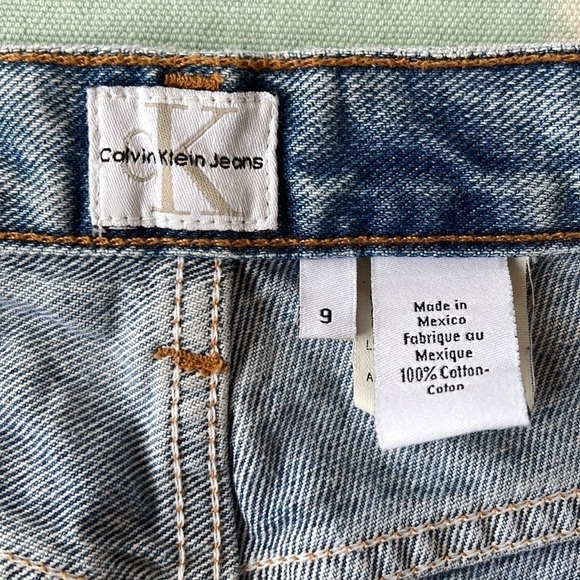 cK
Calvin Klein Jeans
9
Made in
Mexico
Fabrique au
Mexique
100% Cotton-
Coton
L
A